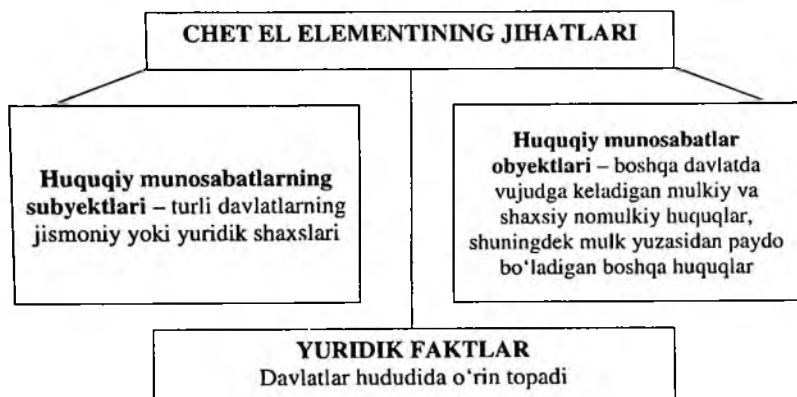 CHET EL ELEMENTINING JIHATLARI
Huquqiy munosabatlarning
subyektlari – turli davlatlarning
jismoniy yoki yuridik shaxslari
Huquqiy munosabatlar
obyektlari – boshqa davlatda
vujudga keladigan mulkiy va
shaxsiy nomulkiy huquqlar,
shuningdek mulk yuzasidan paydo
bo‘ladigan boshqa huquqlar
YURIDIK FAKTLAR
Davlatlar hududida o‘rin topadi